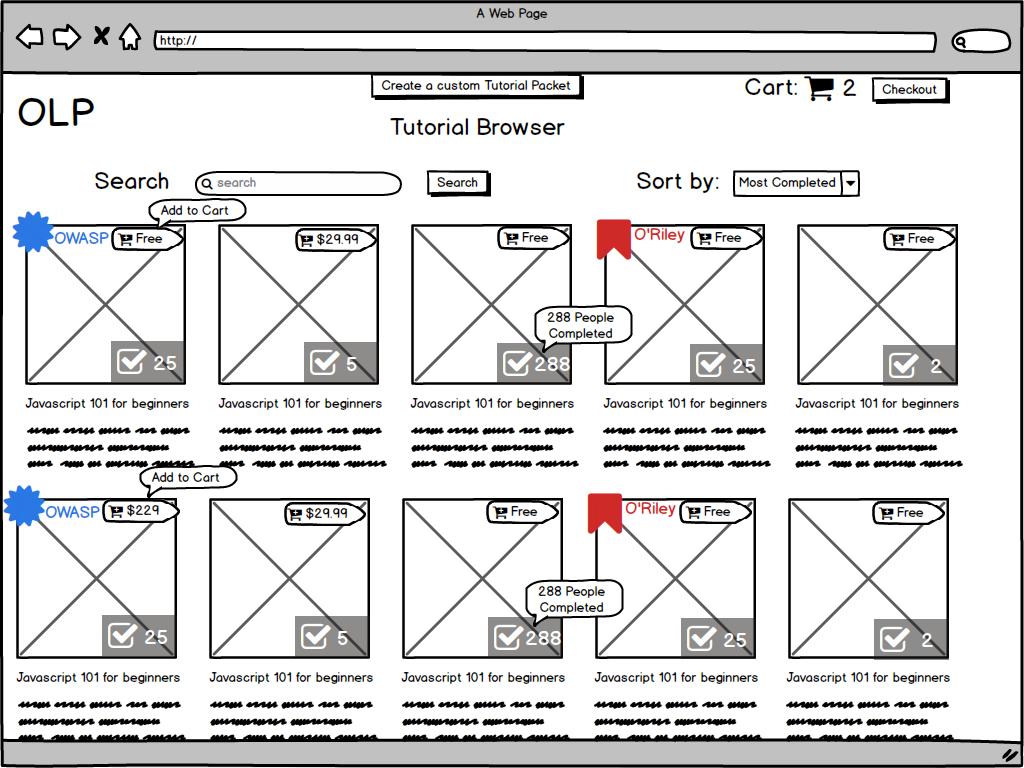 A Web Page
http://
Create a custom Tutorial Packet
Cart: 2
Checkout
OLP
Tutorial Browser
Search
search
Search
Sort by:
Most Completed
Add to Cart
OWASP
Free
$29.99
Free
O'Riley
Free
Free
288 People
Completed
25
5
288
25
2
Javascript 101 for beginners
Javascript 101 for beginners
Javascript 101 for beginners
Javascript 101 for beginners
Javascript 101 for beginners
Add to Cart
OWASP
$229
$29.99
Free
O'Riley
Free
Free
288 People
Completed
25
5
288
25
2
Javascript 101 for beginners
Javascript 101 for beginners
Javascript 101 for beginners
Javascript 101 for beginners
Javascript 101 for beginners